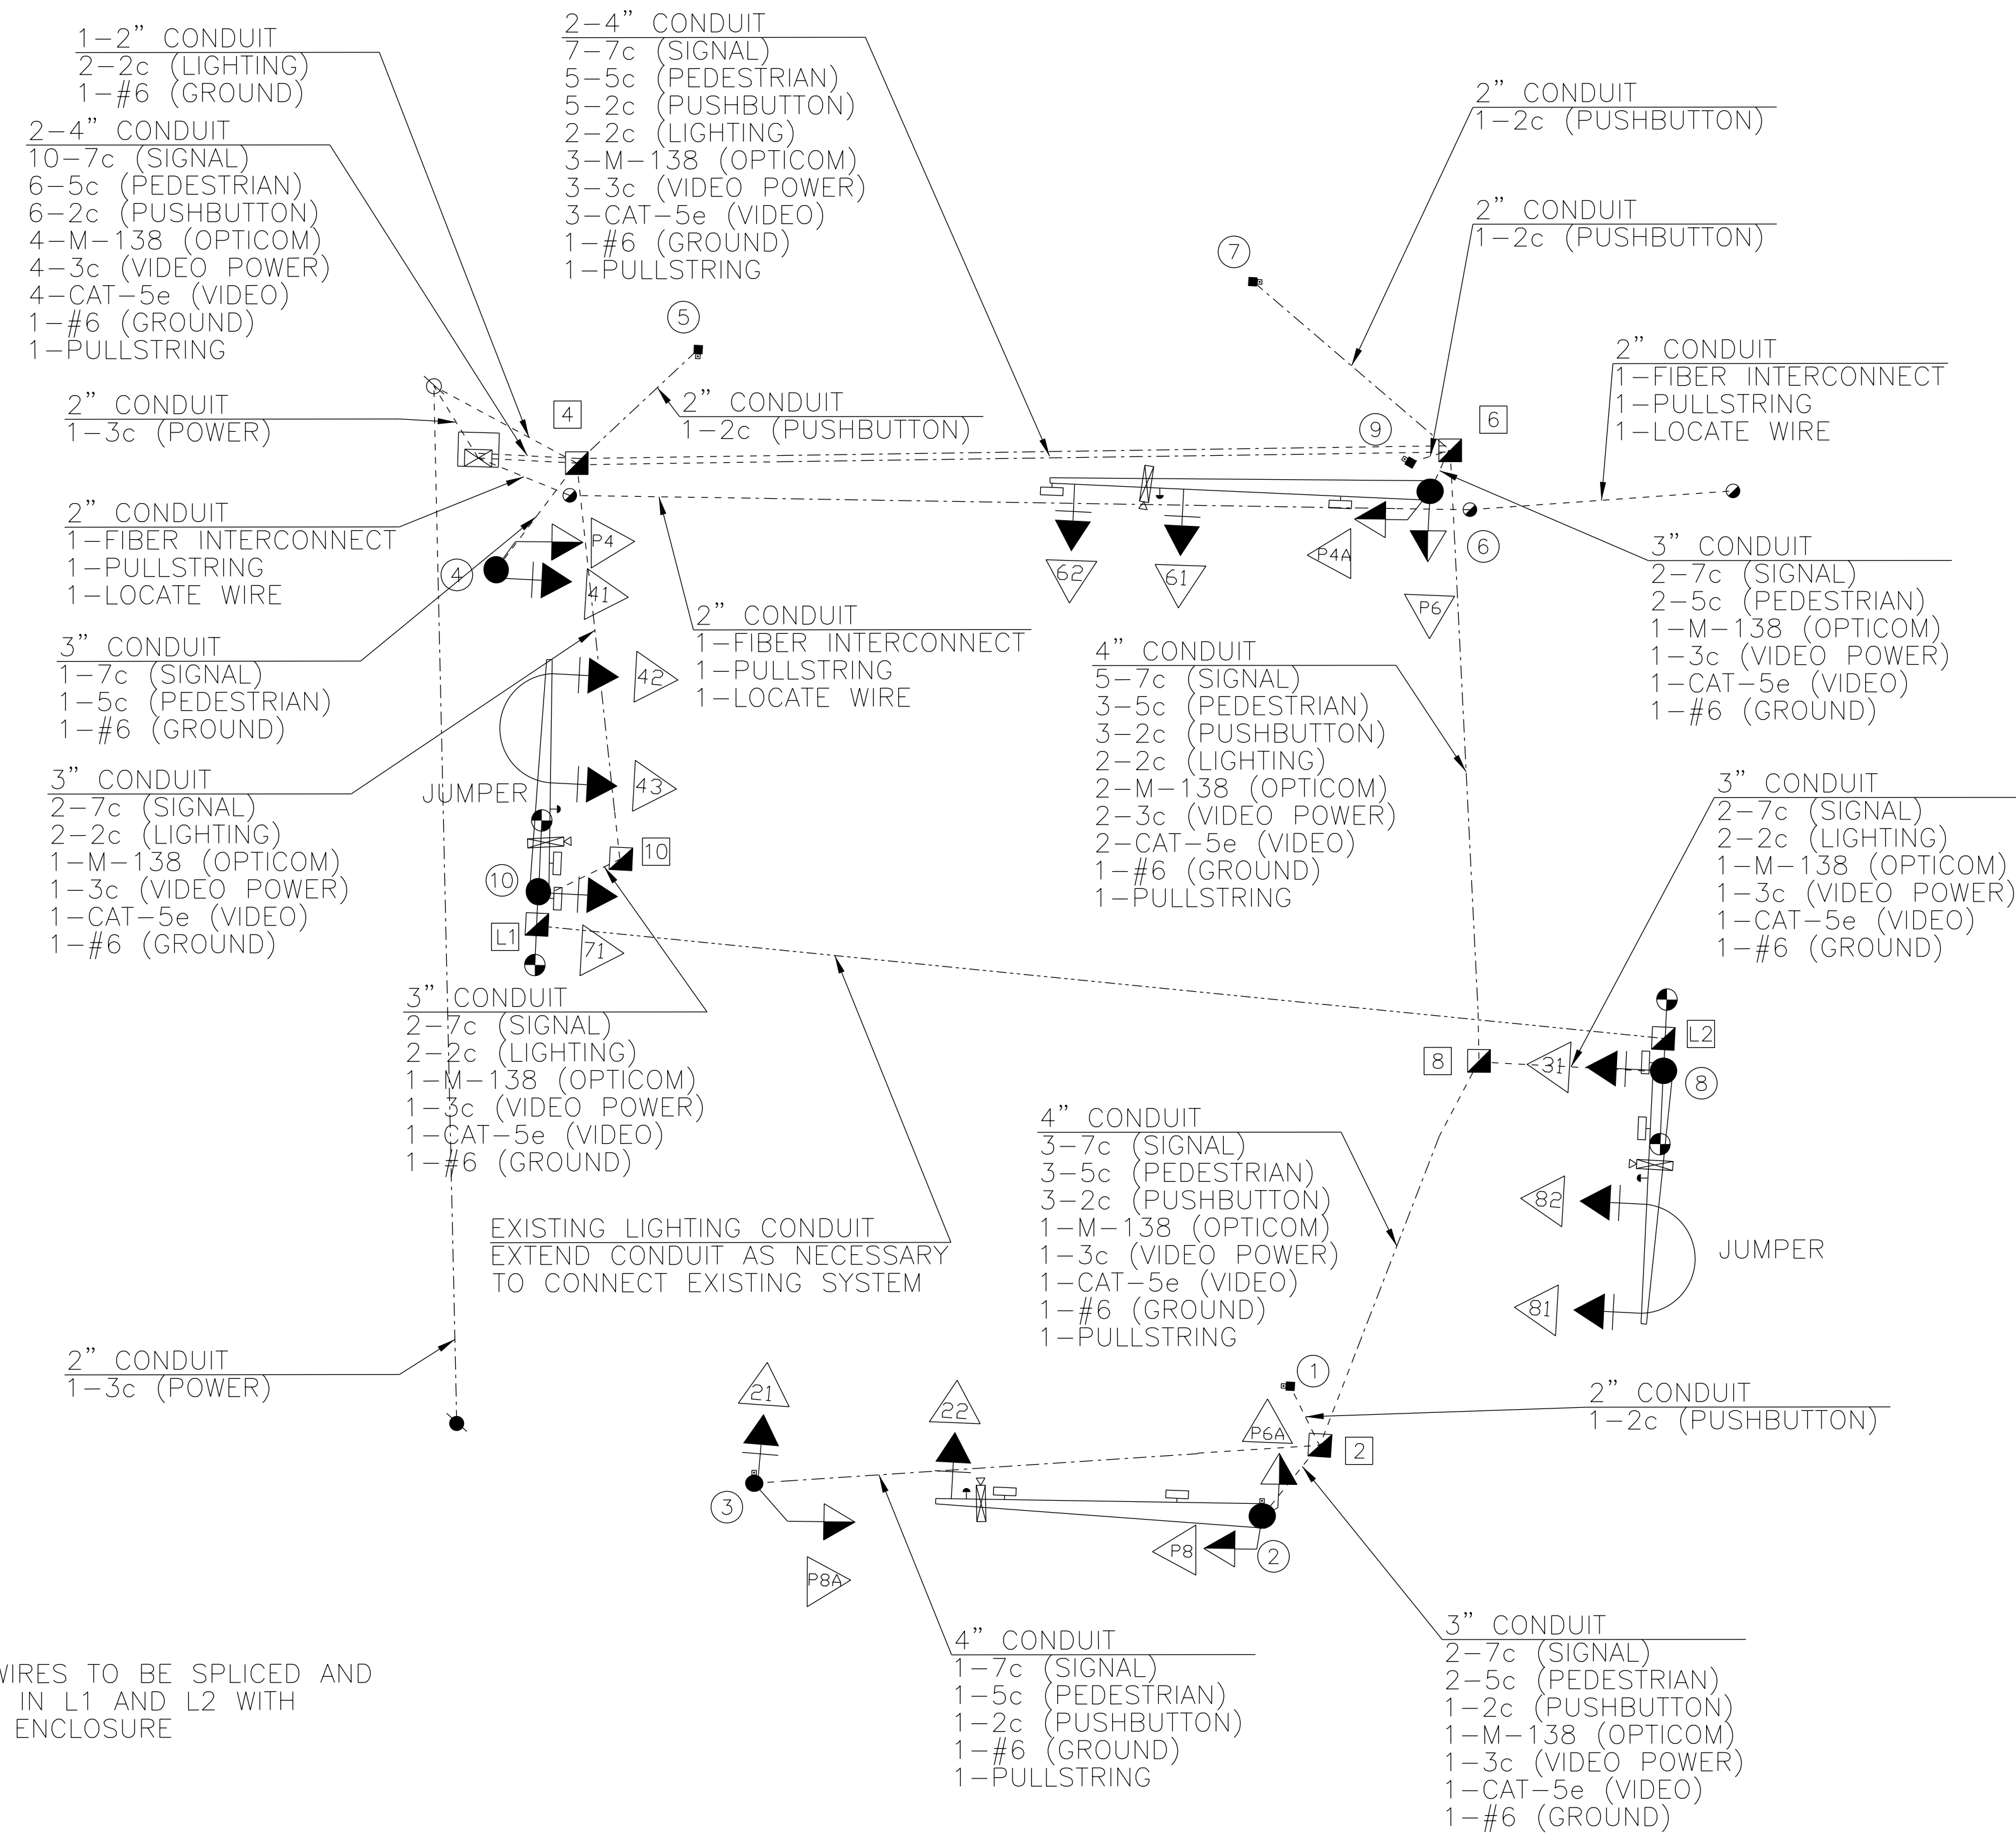 1-2" CONDUIT
2-2c (LIGHTING)
1-#6 (GROUND)
2-4" CONDUIT
10-7c (SIGNAL)
6-5c (PEDESTRIAN)
6-2c (PUSHBUTTON)
4-M-138 (OPTICOM)
4-3c (VIDEO POWER)
4-CAT-5e (VIDEO)
1-#6 (GROUND)
1-PULLSTRING
2-4" CONDUIT
7-7c (SIGNAL)
5-5c (PEDESTRIAN)
5-2c (PUSHBUTTON)
2-2c (LIGHTING)
3-M-138 (OPTICOM)
3-3c (VIDEO POWER)
3-CAT-5e (VIDEO)
1-#6 (GROUND)
1-PULLSTRING
2" CONDUIT
1-2c (PUSHBUTTON)
2" CONDUIT
1-2c (PUSHBUTTON)
7
5
2" CONDUIT
1-FIBER INTERCONNECT
1-PULLSTRING
1-LOCATE WIRE
2" CONDUIT
1-3c (POWER)
4
2" CONDUIT
1-2c (PUSHBUTTON)
9
6
2" CONDUIT
1-FIBER INTERCONNECT
1-PULLSTRING
1-LOCATE WIRE
P4
4
41
62
61
P4A
6
P6
3" CONDUIT
2-7c (SIGNAL)
2-5c (PEDESTRIAN)
1-M-138 (OPTICOM)
1-3c (VIDEO POWER)
1-CAT-5e (VIDEO)
1-#6 (GROUND)
3" CONDUIT
1-7c (SIGNAL)
1-5c (PEDESTRIAN)
1-#6 (GROUND)
2" CONDUIT
1-FIBER INTERCONNECT
1-PULLSTRING
1-LOCATE WIRE
4" CONDUIT
5-7c (SIGNAL)
3-5c (PEDESTRIAN)
3-2c (PUSHBUTTON)
2-2c (LIGHTING)
2-M-138 (OPTICOM)
2-3c (VIDEO POWER)
2-CAT-5e (VIDEO)
1-#6 (GROUND)
1-PULLSTRING
42
43
JUMPER
3" CONDUIT
2-7c (SIGNAL)
2-2c (LIGHTING)
1-M-138 (OPTICOM)
1-3c (VIDEO POWER)
1-CAT-5e (VIDEO)
1-#6 (GROUND)
3" CONDUIT
2-7c (SIGNAL)
2-2c (LIGHTING)
1-M-138 (OPTICOM)
1-3c (VIDEO POWER)
1-CAT-5e (VIDEO)
1-#6 (GROUND)
10
10
L1
71
3" CONDUIT
2-7c (SIGNAL)
2-2c (LIGHTING)
1-M-138 (OPTICOM)
1-3c (VIDEO POWER)
1-CAT-5e (VIDEO)
1-#6 (GROUND)
L2
8
31
8
4" CONDUIT
3-7c (SIGNAL)
3-5c (PEDESTRIAN)
3-2c (PUSHBUTTON)
1-M-138 (OPTICOM)
1-3c (VIDEO POWER)
1-CAT-5e (VIDEO)
1-#6 (GROUND)
1-PULLSTRING
82
JUMPER
81
EXISTING LIGHTING CONDUIT
EXTEND CONDUIT AS NECESSARY
TO CONNECT EXISTING SYSTEM
2" CONDUIT
1-3c (POWER)
21
22
1
P6A
2
2" CONDUIT
1-2c (PUSHBUTTON)
3
P8A
P8
2
WIRES TO BE SPLICED AND
IN L1 AND L2 WITH
ENCLOSURE
4" CONDUIT
1-7c (SIGNAL)
1-5c (PEDESTRIAN)
1-2c (PUSHBUTTON)
1-#6 (GROUND)
1-PULLSTRING
3" CONDUIT
2-7c (SIGNAL)
2-5c (PEDESTRIAN)
1-2c (PUSHBUTTON)
1-M-138 (OPTICOM)
1-3c (VIDEO POWER)
1-CAT-5e (VIDEO)
1-#6 (GROUND)